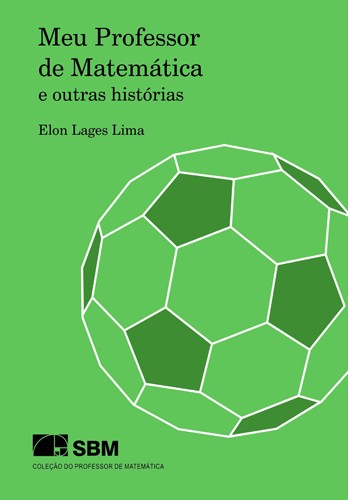 Meu Professor
de Matemática
e outras histórias
Elon Lages Lima
SBM
COLEÇÃO DO PROFESSOR DE MATEMÁTICA